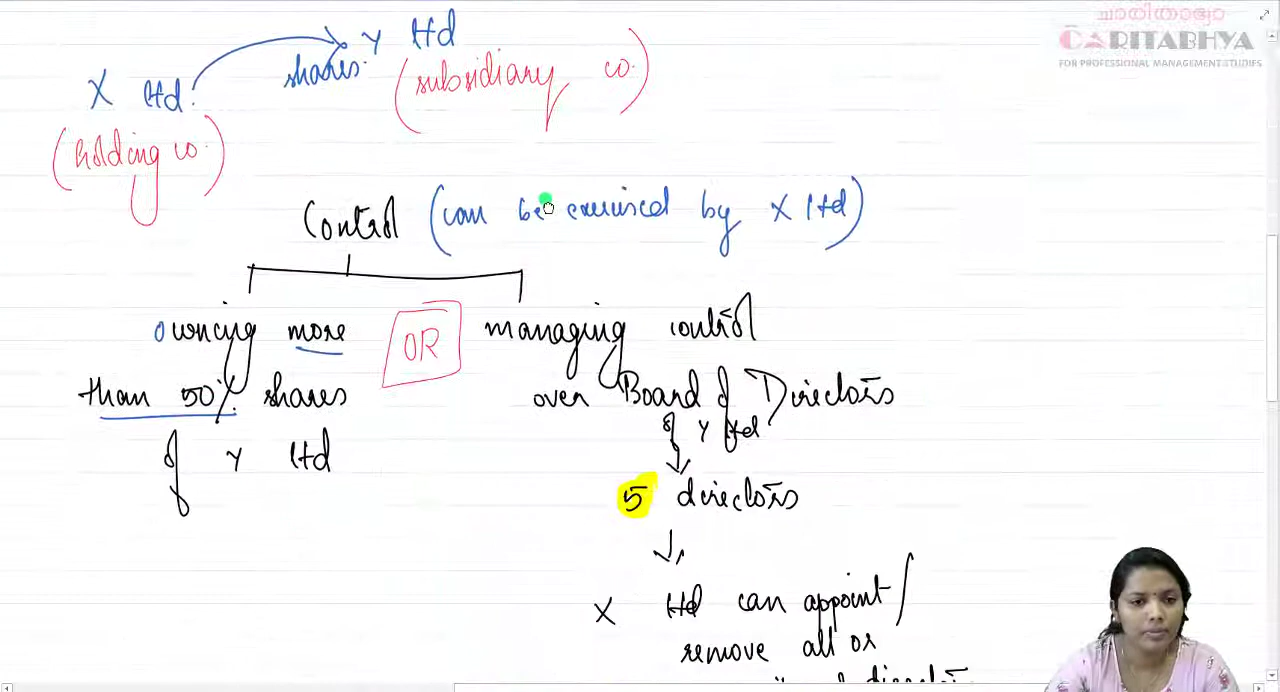 ചാരിതാഭ്യാ
CARITABHYA
FOR PROFESSIONAL MANAGEMENT STUDIES
X Ltd.
shares.
Y Ltd
(subsidiary co.)
(holding co.)
Control (can be exercised by X Ltd)
owning more
than 50% shares
of Y Ltd
OR
managing control
over Board of Directors
of Y Ltd
5 directors
X Ltd can appoint/
remove all or